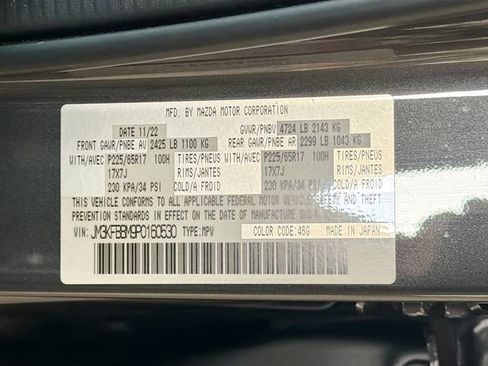 MFD. BY MAZDA MOTOR CORPORATION
DATE 11/22 GVWR/PNBV 4724 LB 2143 KG
FRONT GAWR/PNBE AV 2425 LB 1100 KG REAR GAWR/PNBE AR 2299 LB 1043 KG
WITH/AVEC P225/65R17 100H TIRES/PNEUS WITH/AVEC P225/65R17 100H TIRES/PNEUS
17X7J RIMS/JANTES 17X7J RIMS/JANTES
230 KPA/34 PSI COLD/A FROID 230 KPA/34 PSI COLD/A FROID
THIS VEHICLE CONFORMS TO ALL APPLICABLE FEDERAL MOTOR VEHICLE SAFETY AND THEFT
PREVENTION STANDARDS IN EFFECT ON THE DATE OF MANUFACTURE SHOWN ABOVE.
VIN: JM3KFBBM9P0160530 TYPE:MPV COLOR CODE:46G MADE IN JAPAN